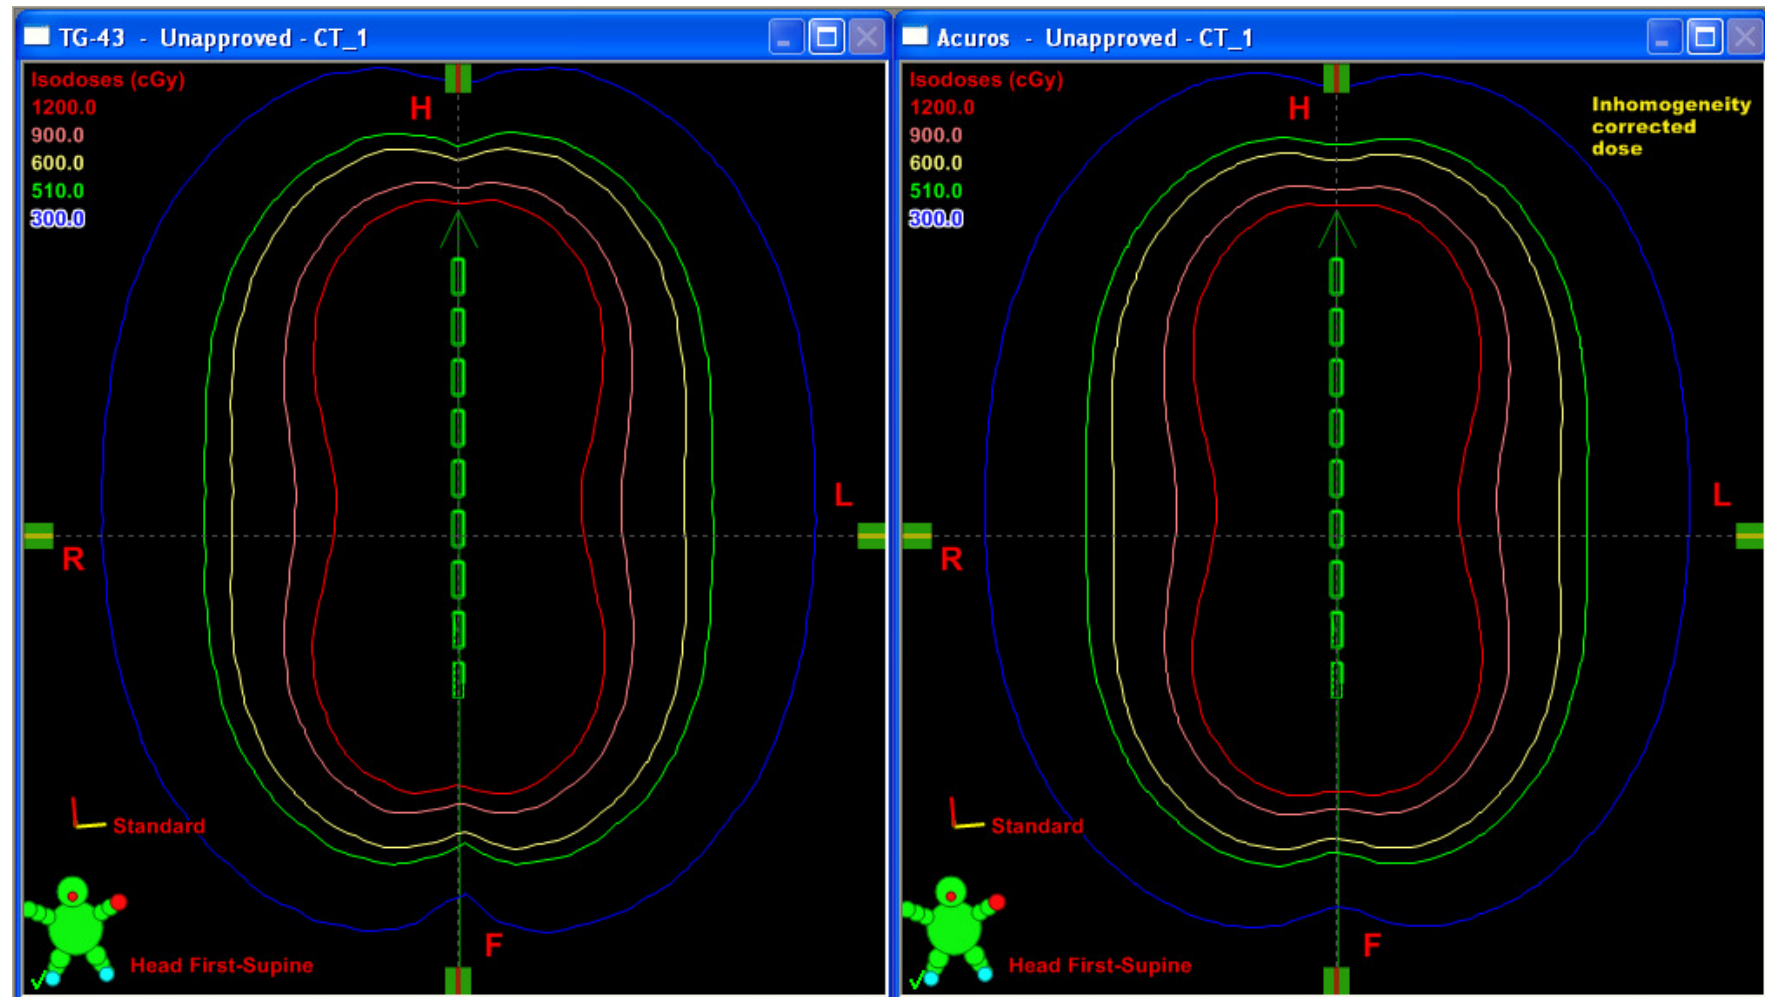 TG-43 - Unapproved - CT_1
Isodoses (cGy)
1200.0
900.0
600.0
510.0
300.0
H
L
R
Standard
F
Head First-Supine
Acuros - Unapproved - CT_1
Isodoses (cGy)
1200.0
900.0
600.0
510.0
300.0
H
Inhomogeneity
corrected
dose
L
R
Standard
F
Head First-Supine